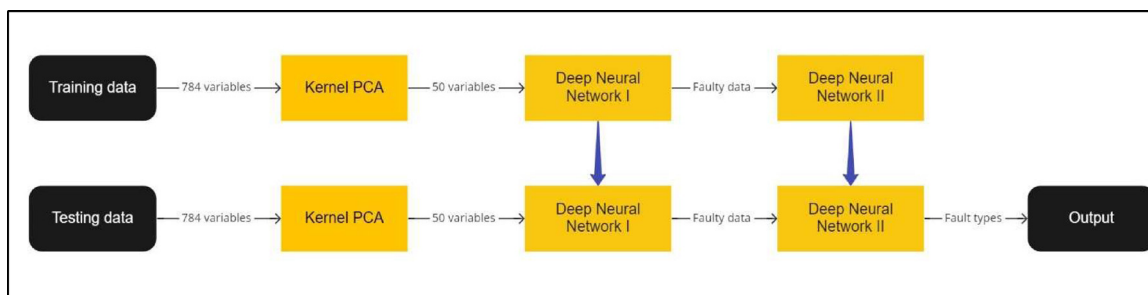 Training data
784 variables
Kernel PCA
50 variables
Deep Neural
Network I
Faulty data
Deep Neural
Network II
Testing data
784 variables
Kernel PCA
50 variables
Deep Neural
Network I
Faulty data
Deep Neural
Network II
Fault types
Output